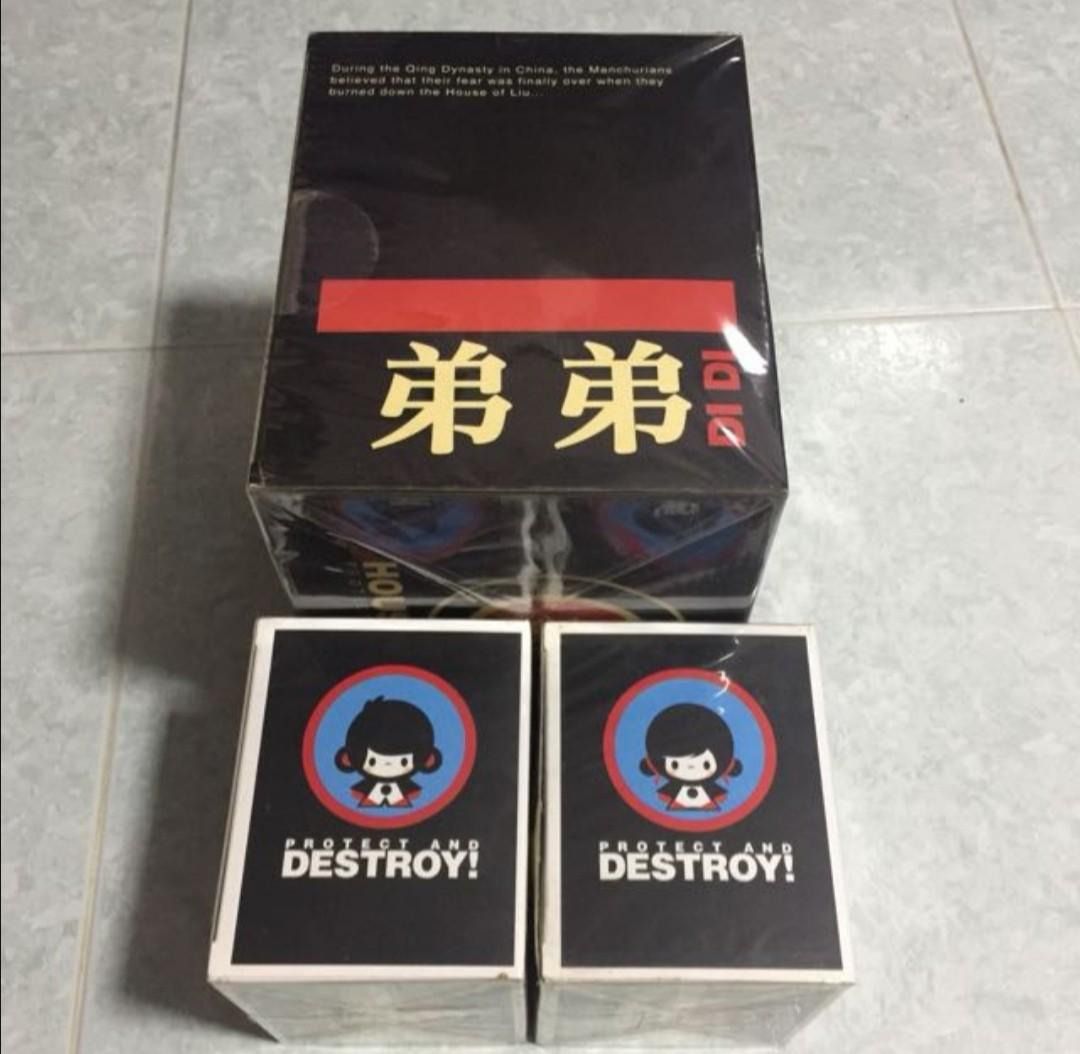 During the Qing Dynasty in China, the Manchurians
believed that their fear was finally over when they
burned down the House of Liu...
弟弟
DI DI
HOU
PROTECT AND
DESTROY!
PROTECT AND
DESTROY!